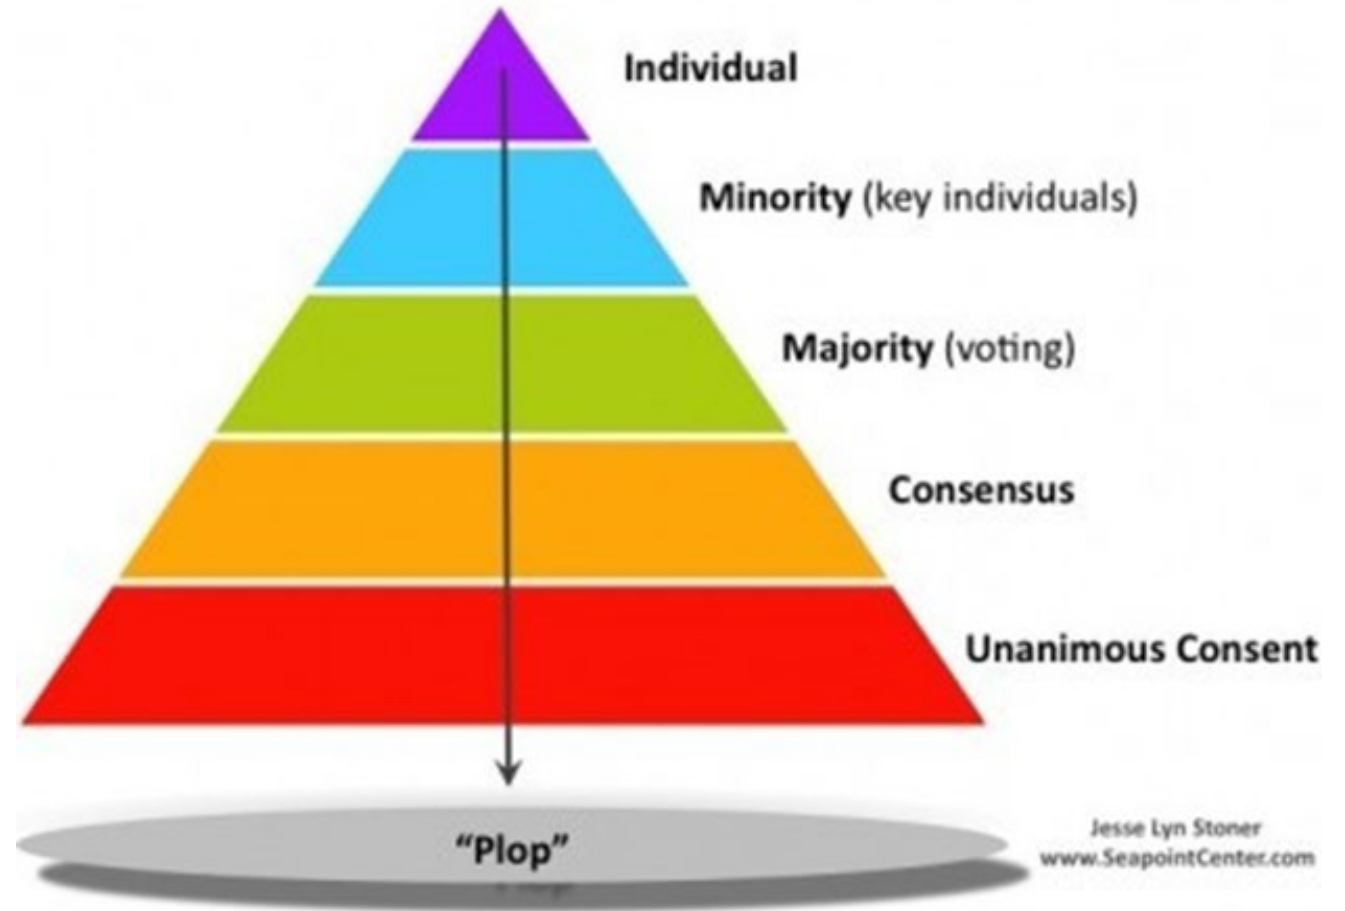 Individual
Minority (key individuals)
Majority (voting)
Consensus
Unanimous Consent
“Plop”
Jesse Lyn Stoner
www.SeapointCenter.com